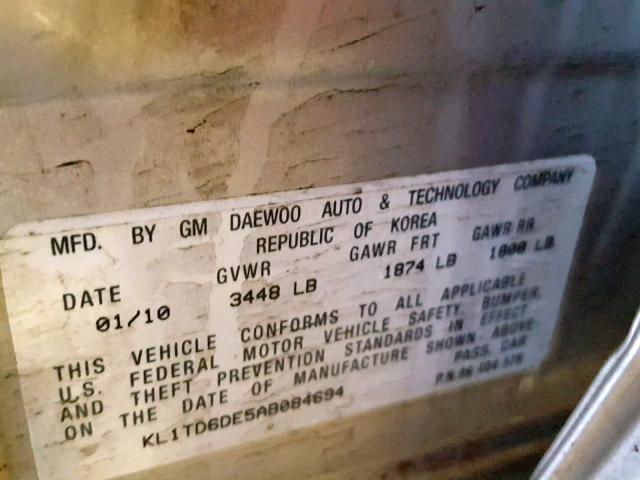 MFD. BY GM DAEWOO AUTO & TECHNOLOGY COMPANY
REPUBLIC OF KOREA
DATE GVWR GAWR FRT GAWR RR
01/10 3448 LB 1874 LB 1808 LB
THIS VEHICLE CONFORMS TO ALL APPLICABLE
U.S. FEDERAL MOTOR VEHICLE SAFETY, BUMPER,
AND THEFT PREVENTION STANDARDS IN EFFECT
ON THE DATE OF MANUFACTURE SHOWN ABOVE.
KL1TD6DE5AB084694 PASS. CAR
P.N.